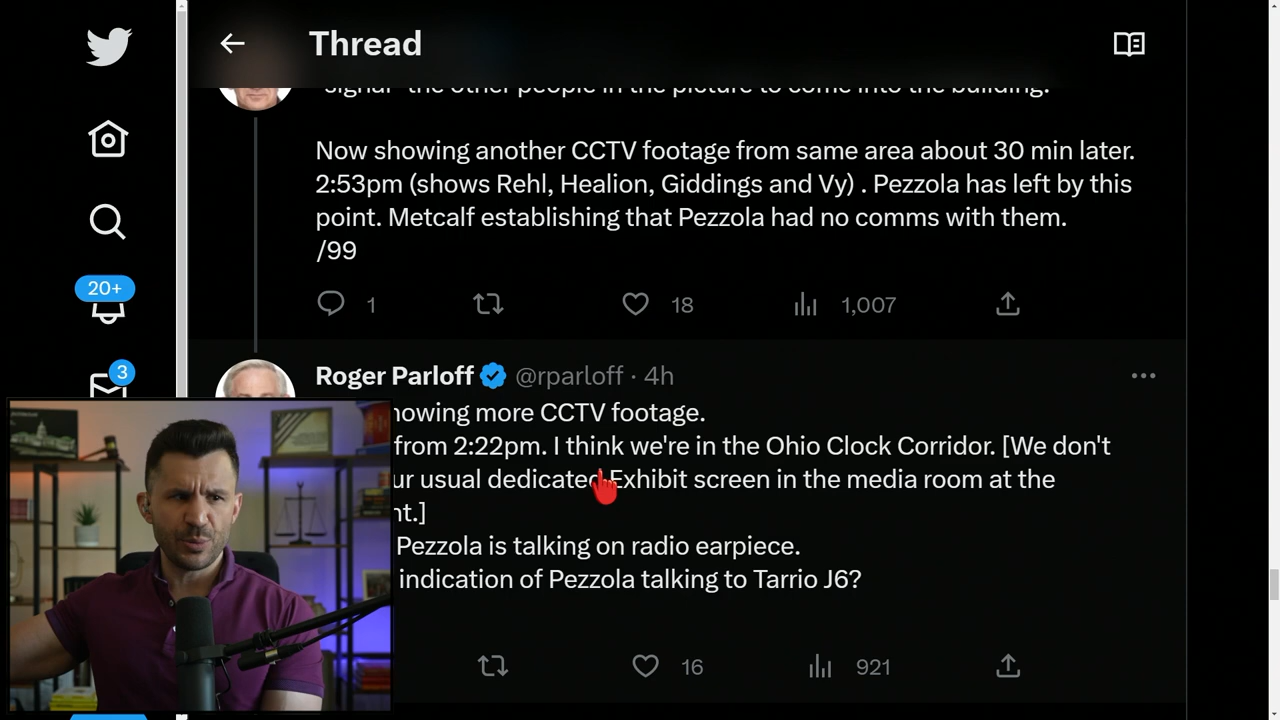 Thread
signal the other people in the picture to come into the building.
Now showing another CCTV footage from same area about 30 min later.
2:53pm (shows Rehl, Healion, Giddings and Vy) . Pezzola has left by this
point. Metcalf establishing that Pezzola had no comms with them.
/99
20+
1
18
1,007
3
Roger Parloff @rparloff · 4h
howing more CCTV footage.
from 2:22pm. I think we're in the Ohio Clock Corridor. [We don't
ur usual dedicated Exhibit screen in the media room at the
nt.]
Pezzola is talking on radio earpiece.
indication of Pezzola talking to Tarrio J6?
16
921